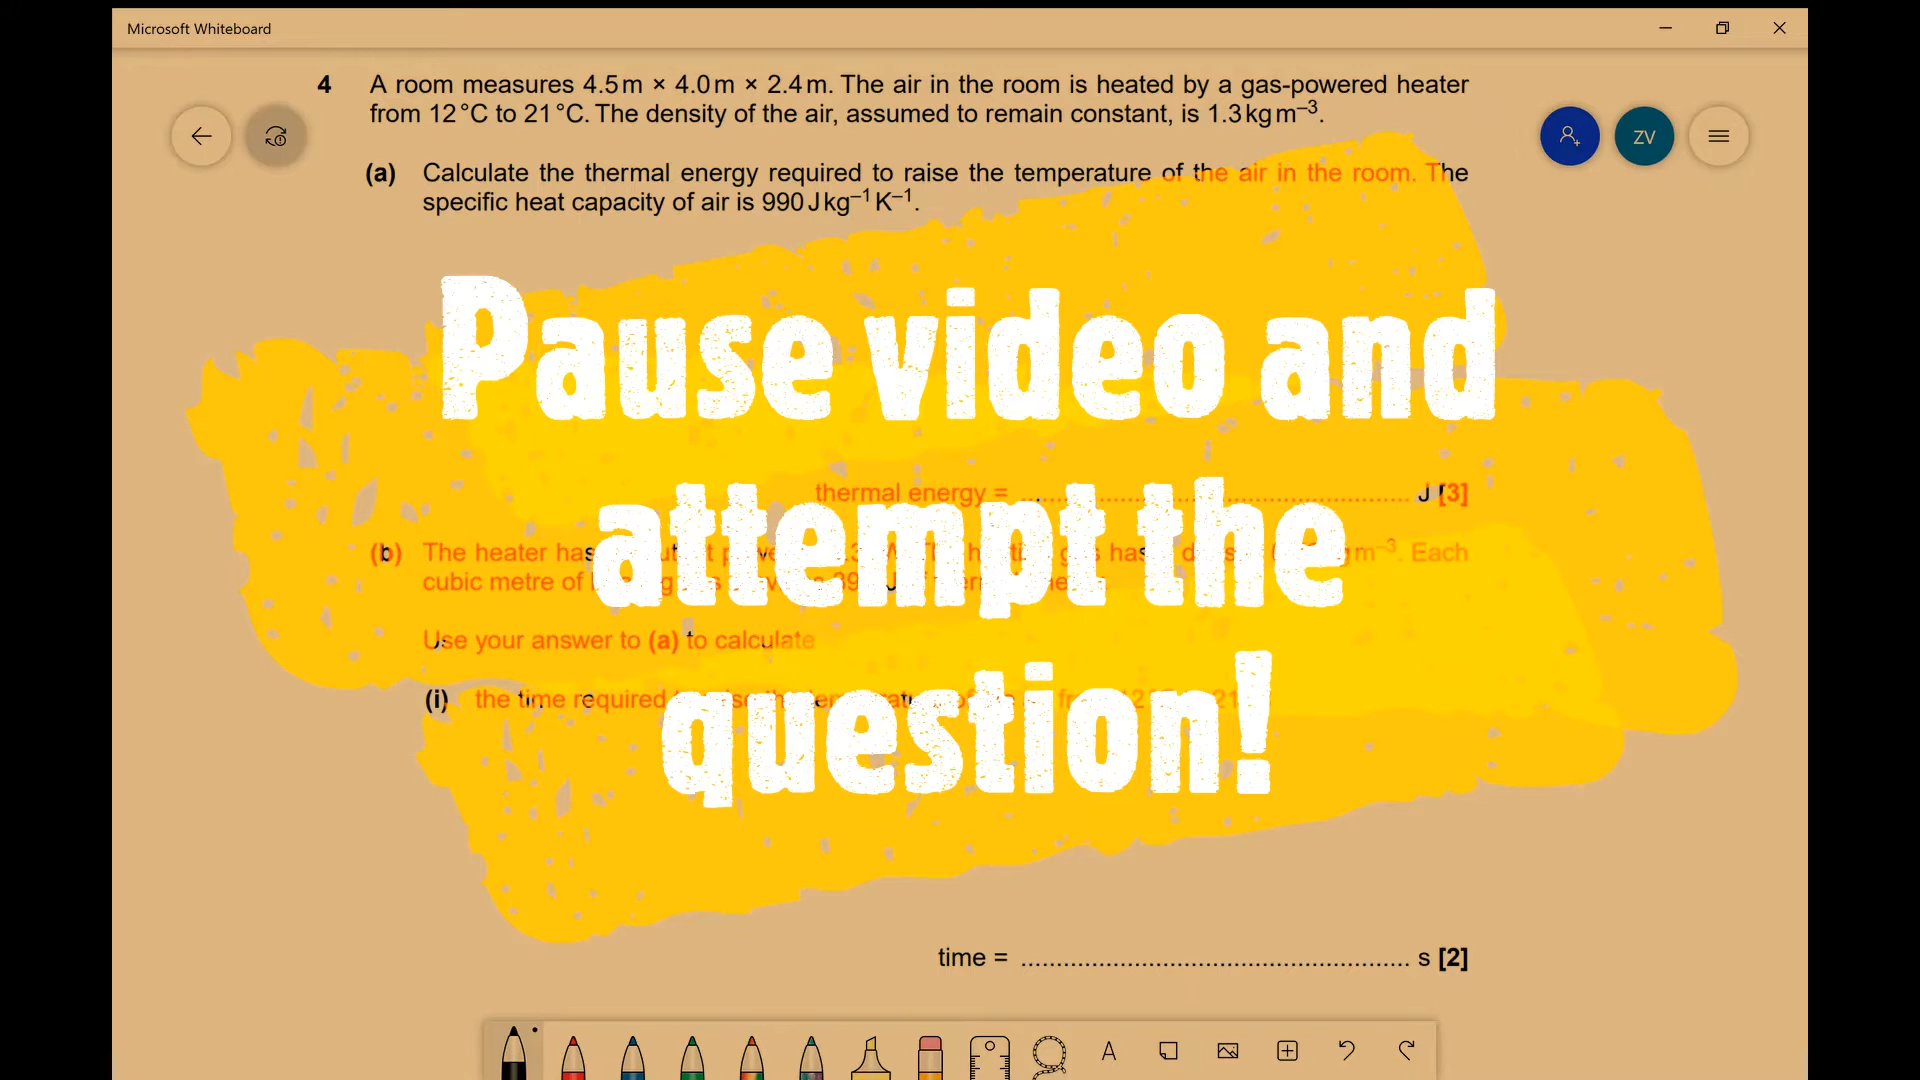 Microsoft Whiteboard
4 A room measures 4.5 m × 4.0 m × 2.4 m. The air in the room is heated by a gas-powered heater
from 12 °C to 21 °C. The density of the air, assumed to remain constant, is 1.3 kg m⁻³.
ZV
(a) Calculate the thermal energy required to raise the temperature of the air in the room. The
specific heat capacity of air is 990 J kg⁻¹ K⁻¹.
Pause video and
attempt the
question!
thermal energy = ........................................................ J [3]
(b) The heater has m⁻³. Each
cubic metre of
Use your answer to (a) to calculate
(i) the time required
time = ........................................................ s [2]
A